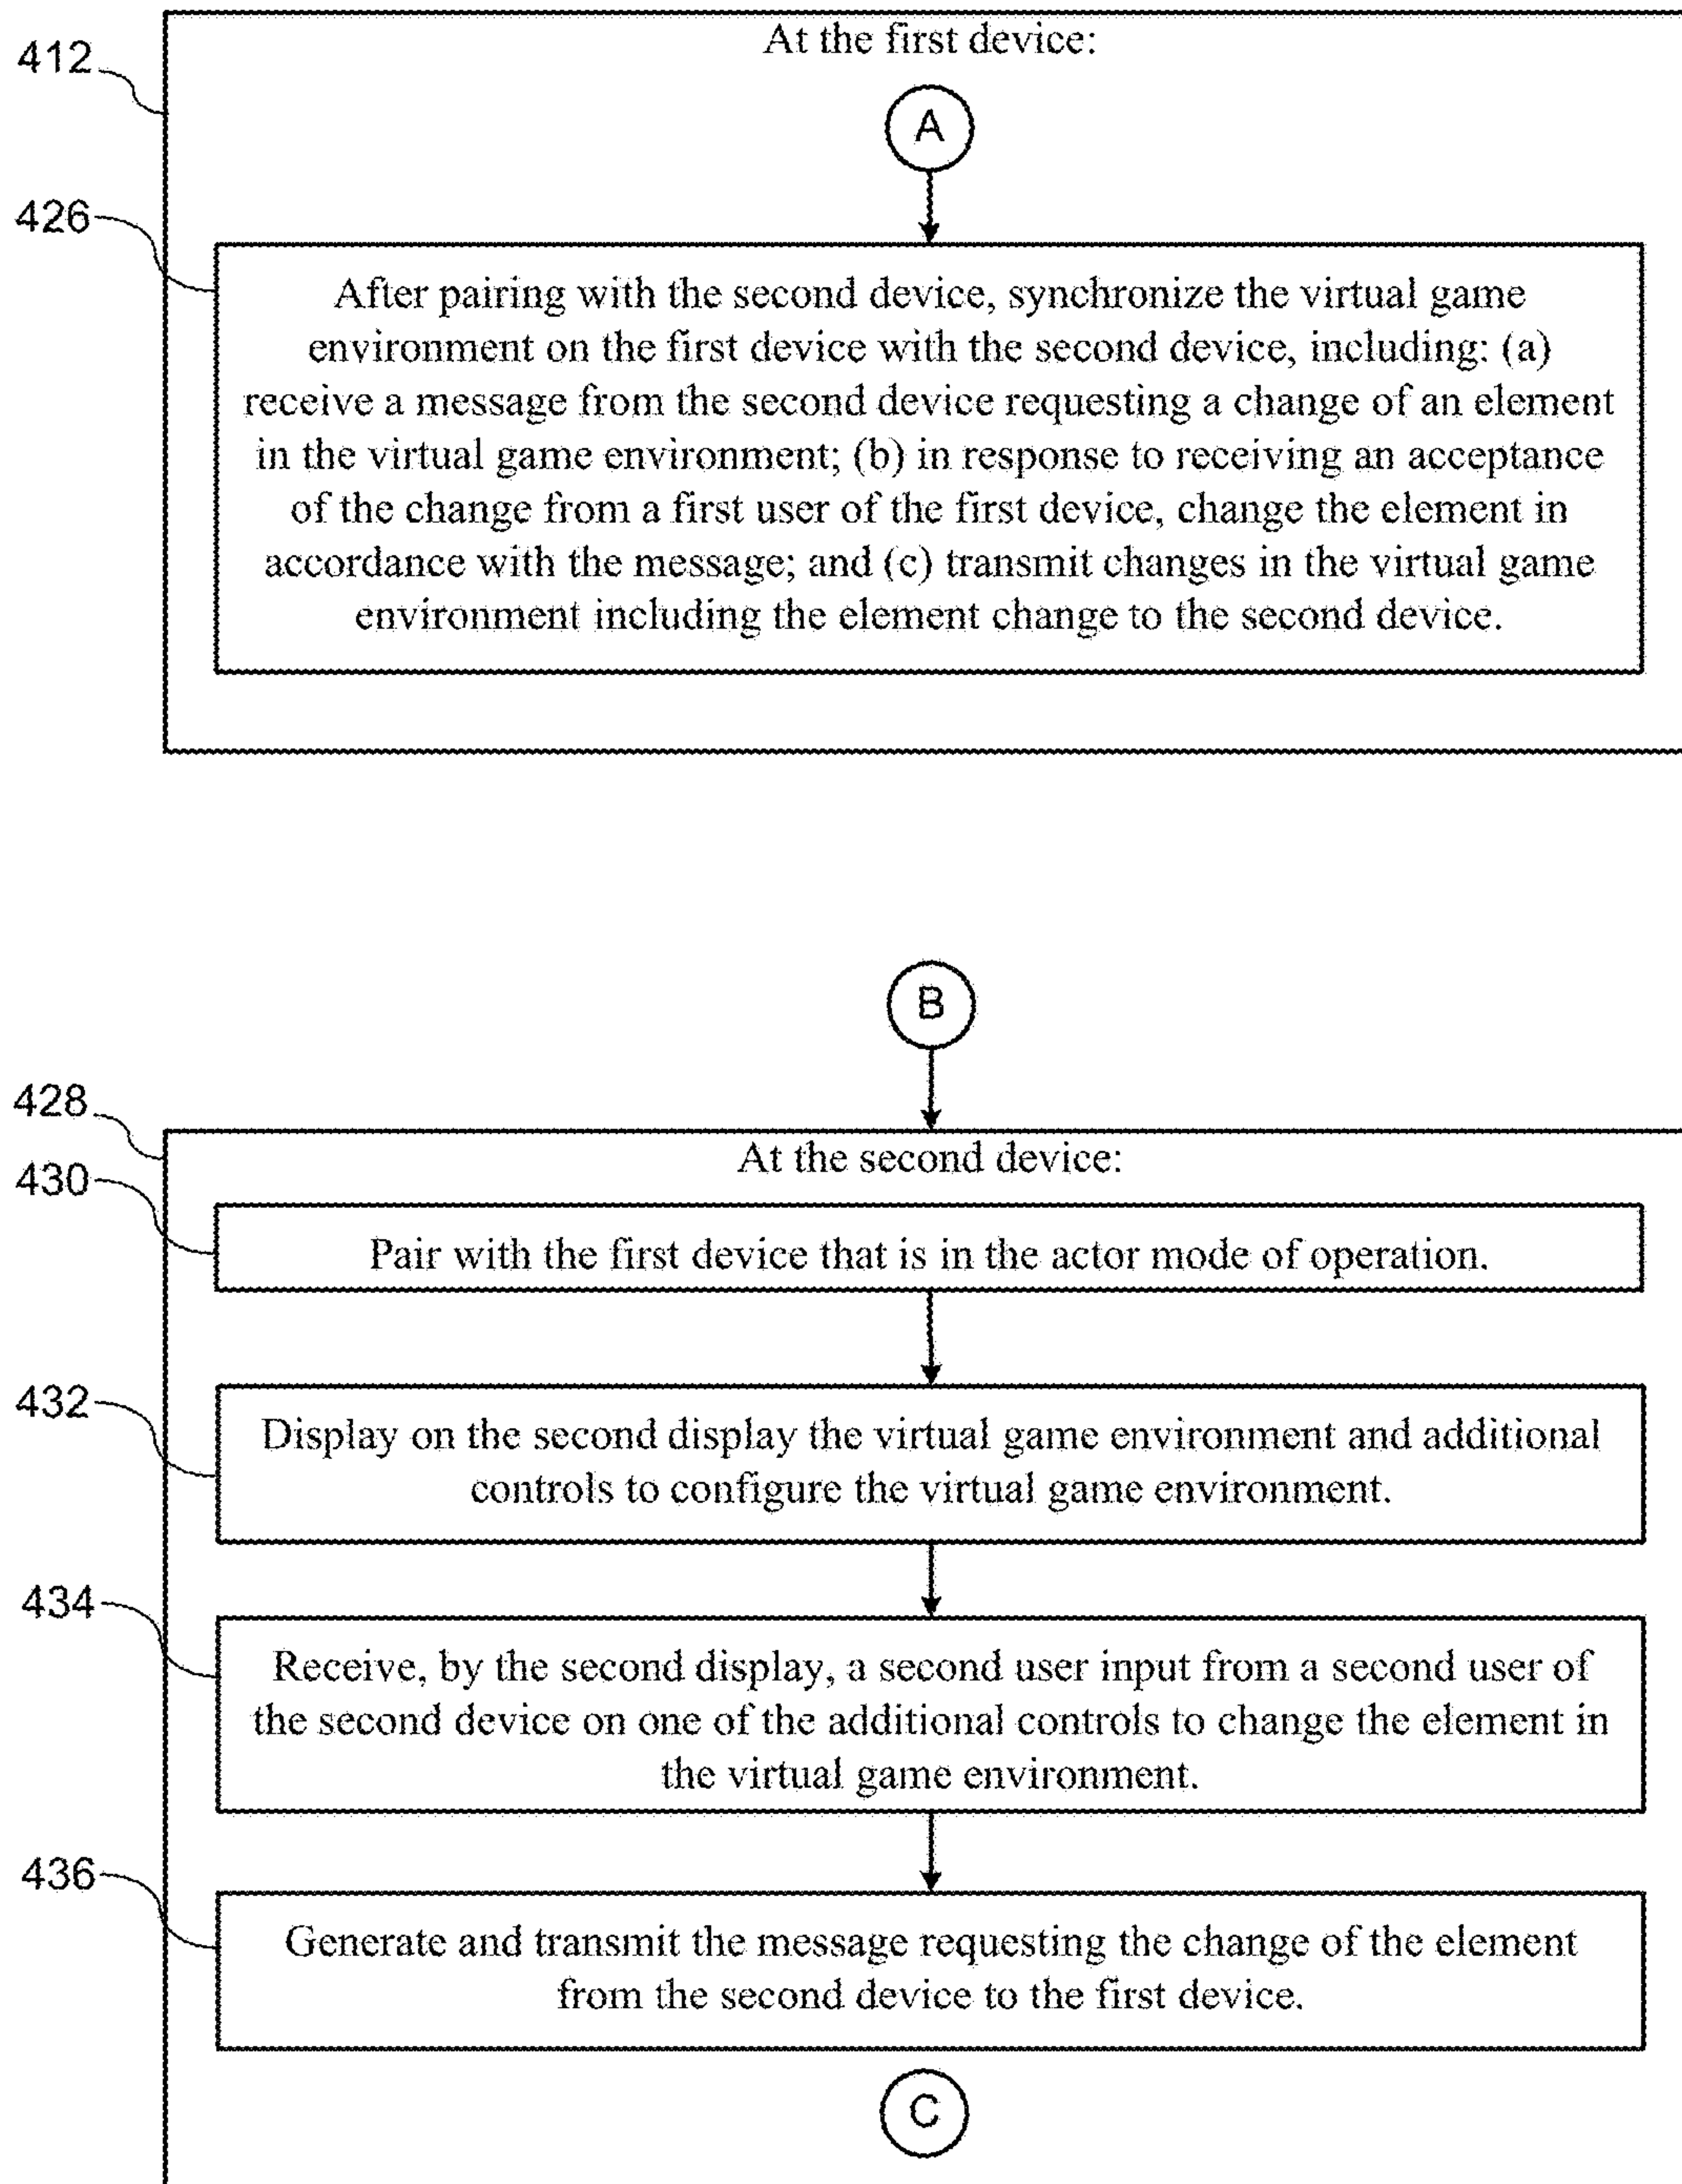 At the first device:
412
A
426
After pairing with the second device, synchronize the virtual game
environment on the first device with the second device, including: (a)
receive a message from the second device requesting a change of an element
in the virtual game environment; (b) in response to receiving an acceptance
of the change from a first user of the first device, change the element in
accordance with the message; and (c) transmit changes in the virtual game
environment including the element change to the second device.
B
428
At the second device:
430
Pair with the first device that is in the actor mode of operation.
432
Display on the second display the virtual game environment and additional
controls to configure the virtual game environment.
434
Receive, by the second display, a second user input from a second user of
the second device on one of the additional controls to change the element in
the virtual game environment.
436
Generate and transmit the message requesting the change of the element
from the second device to the first device.
C